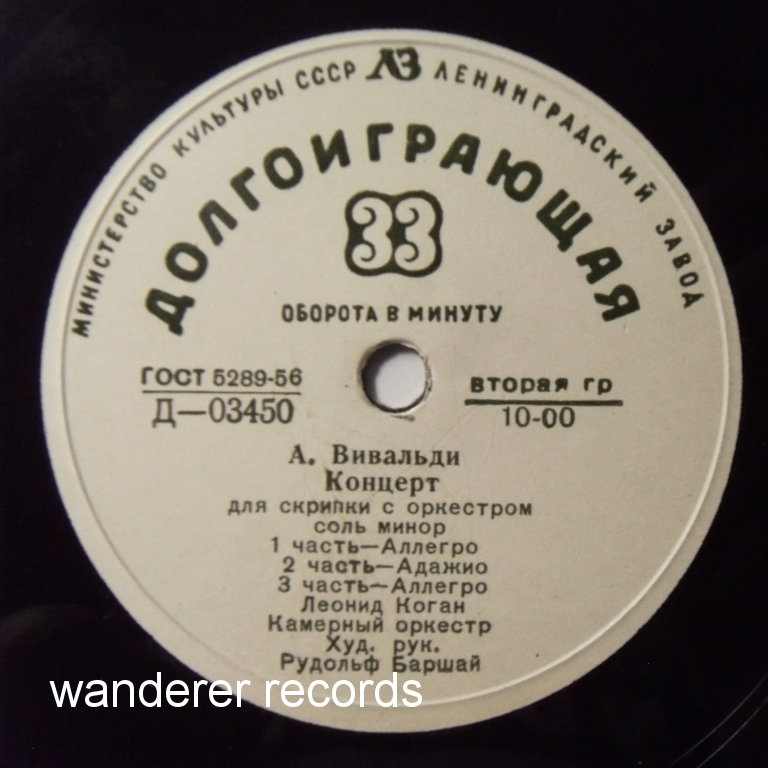 МИНИСТЕРСТВО КУЛЬТУРЫ СССР ЛЗ ЛЕНИНГРАДСКИЙ ЗАВОД
ДОЛГОИГРАЮЩАЯ
33
ОБОРОТА В МИНУТУ
ГОСТ 5289-56
Д—03450
вторая гр
10-00
А. Вивальди
Концерт
для скрипки с оркестром
соль минор
1 часть—Аллегро
2 часть—Адажио
3 часть—Аллегро
Леонид Коган
Камерный оркестр
Худ. рук.
Рудольф Баршай
wanderer records